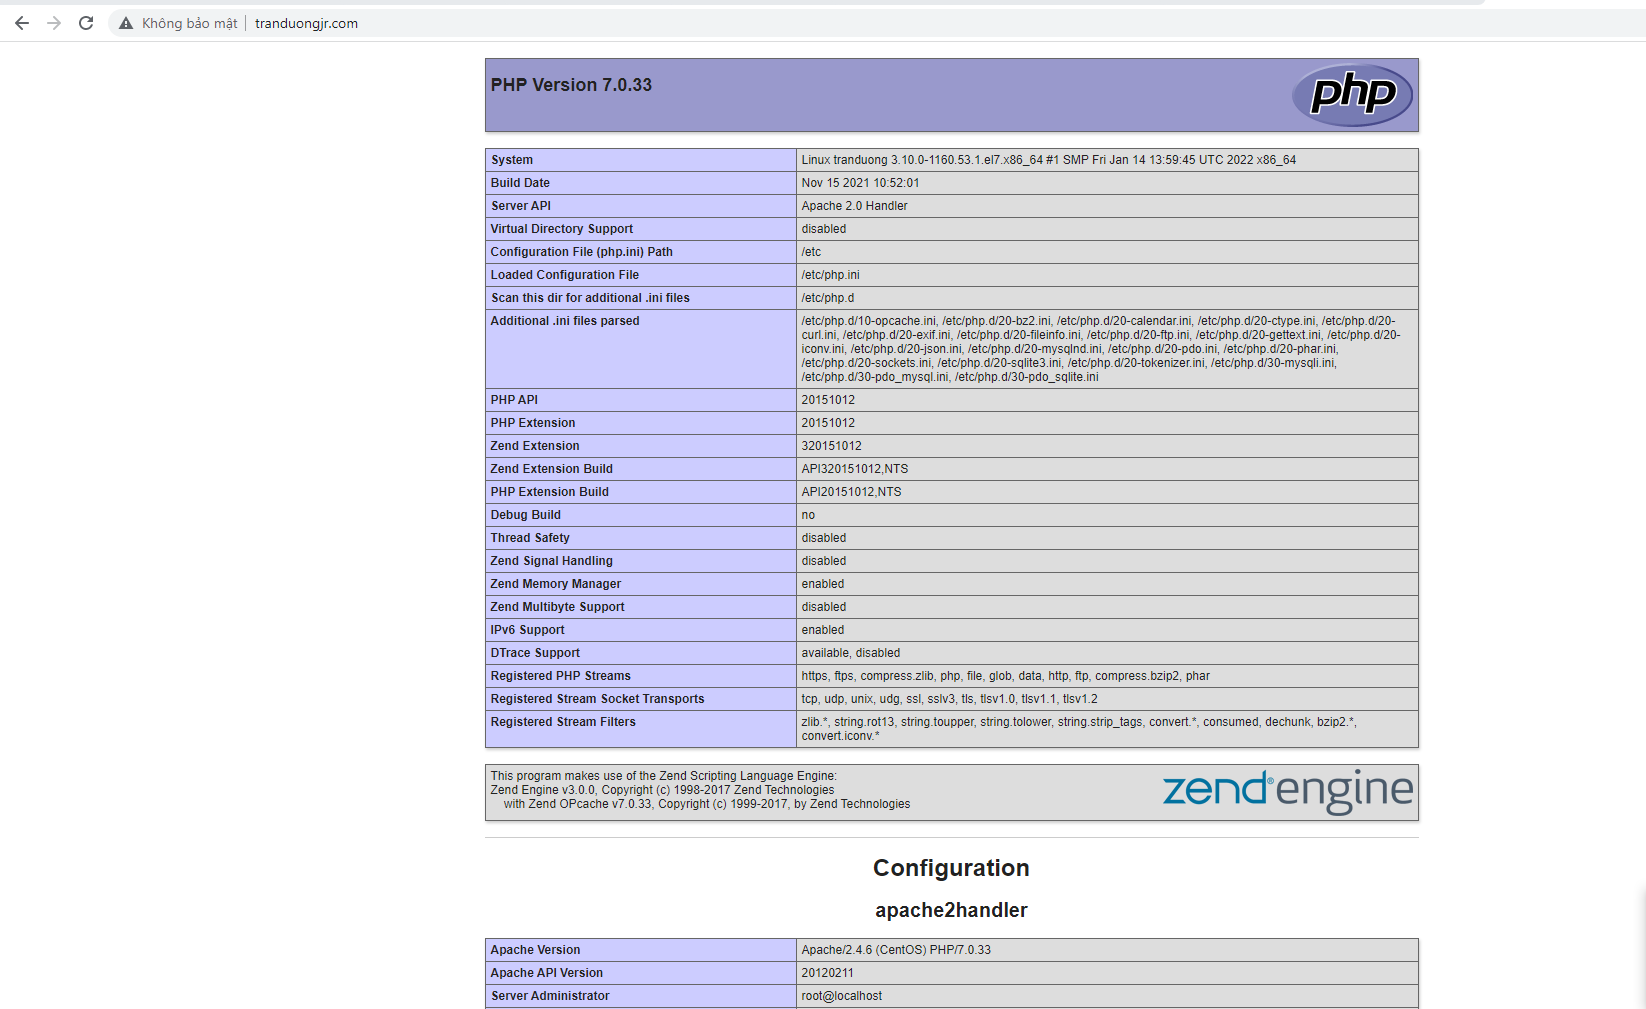 Không bảo mật
tranduongjr.com
PHP Version 7.0.33
php
System
Linux tranduong 3.10.0-1160.53.1.el7.x86_64 #1 SMP Fri Jan 14 13:59:45 UTC 2022 x86_64
Build Date
Nov 15 2021 10:52:01
Server API
Apache 2.0 Handler
Virtual Directory Support
disabled
Configuration File (php.ini) Path
/etc
Loaded Configuration File
/etc/php.ini
Scan this dir for additional .ini files
/etc/php.d
Additional .ini files parsed
/etc/php.d/10-opcache.ini, /etc/php.d/20-bz2.ini, /etc/php.d/20-calendar.ini, /etc/php.d/20-ctype.ini, /etc/php.d/20-
curl.ini, /etc/php.d/20-exif.ini, /etc/php.d/20-fileinfo.ini, /etc/php.d/20-ftp.ini, /etc/php.d/20-gettext.ini, /etc/php.d/20-
iconv.ini, /etc/php.d/20-json.ini, /etc/php.d/20-mysqlnd.ini, /etc/php.d/20-pdo.ini, /etc/php.d/20-phar.ini,
/etc/php.d/20-sockets.ini, /etc/php.d/20-sqlite3.ini, /etc/php.d/20-tokenizer.ini, /etc/php.d/30-mysqli.ini,
/etc/php.d/30-pdo_mysql.ini, /etc/php.d/30-pdo_sqlite.ini
PHP API
20151012
PHP Extension
20151012
Zend Extension
320151012
Zend Extension Build
API320151012,NTS
PHP Extension Build
API20151012,NTS
Debug Build
no
Thread Safety
disabled
Zend Signal Handling
disabled
Zend Memory Manager
enabled
Zend Multibyte Support
disabled
IPv6 Support
enabled
DTrace Support
available, disabled
Registered PHP Streams
https, ftps, compress.zlib, php, file, glob, data, http, ftp, compress.bzip2, phar
Registered Stream Socket Transports
tcp, udp, unix, udg, ssl, sslv3, tls, tlsv1.0, tlsv1.1, tlsv1.2
Registered Stream Filters
zlib.*, string.rot13, string.toupper, string.tolower, string.strip_tags, convert.*, consumed, dechunk, bzip2.*,
convert.iconv.*
This program makes use of the Zend Scripting Language Engine:
Zend Engine v3.0.0, Copyright (c) 1998-2017 Zend Technologies
with Zend OPcache v7.0.33, Copyright (c) 1999-2017, by Zend Technologies
zend®engine
Configuration
apache2handler
Apache Version
Apache/2.4.6 (CentOS) PHP/7.0.33
Apache API Version
20120211
Server Administrator
root@localhost